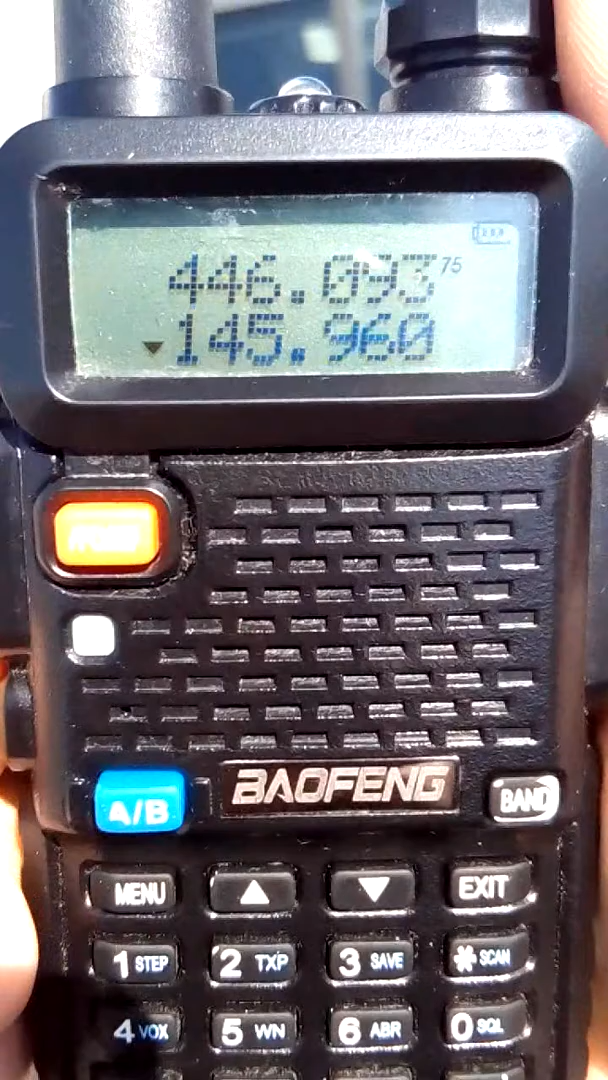 446.093 75
145.960
A/B
BAOFENG
BAND
MENU
EXIT
1 STEP
2 TXP
3 SAVE
* SCAN
4 VOX
5 WN
6 ABR
0 SQL